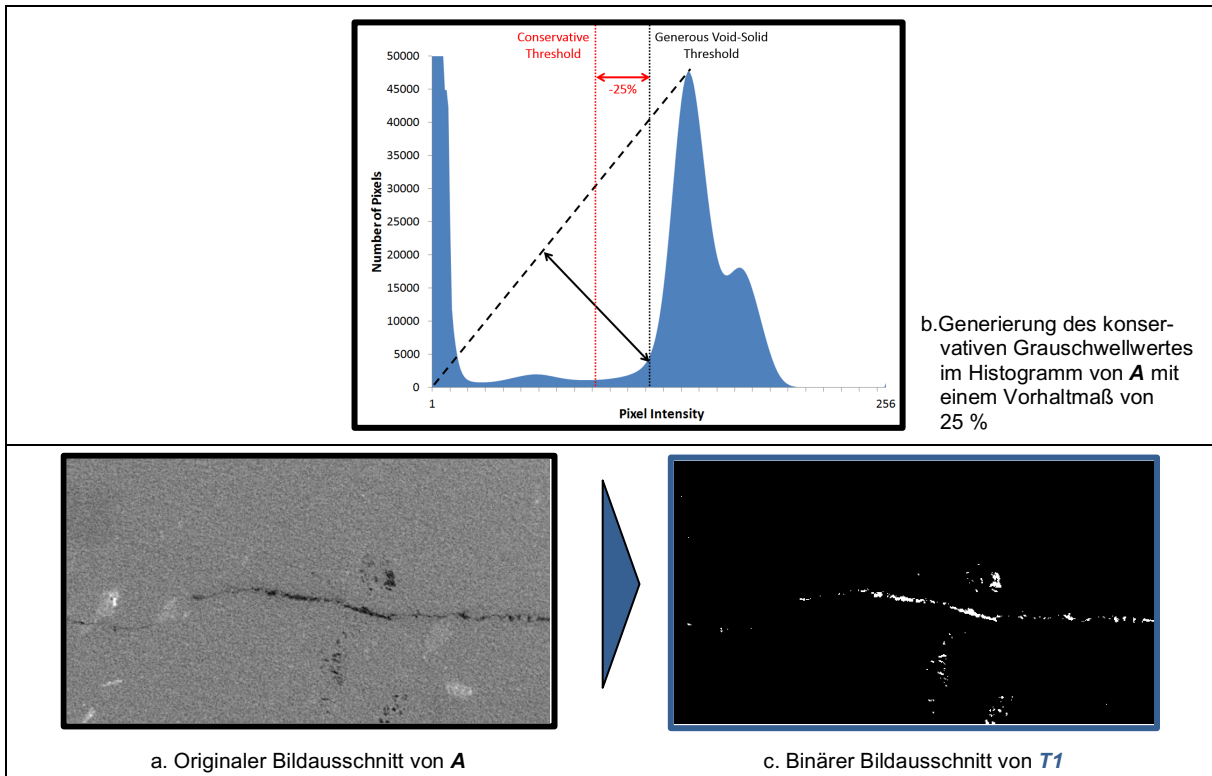 Conservative
Threshold
Generous Void-Solid
Threshold
-25%
50000
45000
40000
35000
30000
25000
20000
15000
10000
5000
0
Number of Pixels
1
256
Pixel Intensity
b.Generierung des konser-
vativen Grauschwellwertes
im Histogramm von A mit
einem Vorhaltmaß von
25 %
a. Originaler Bildausschnitt von A
c. Binärer Bildausschnitt von T1